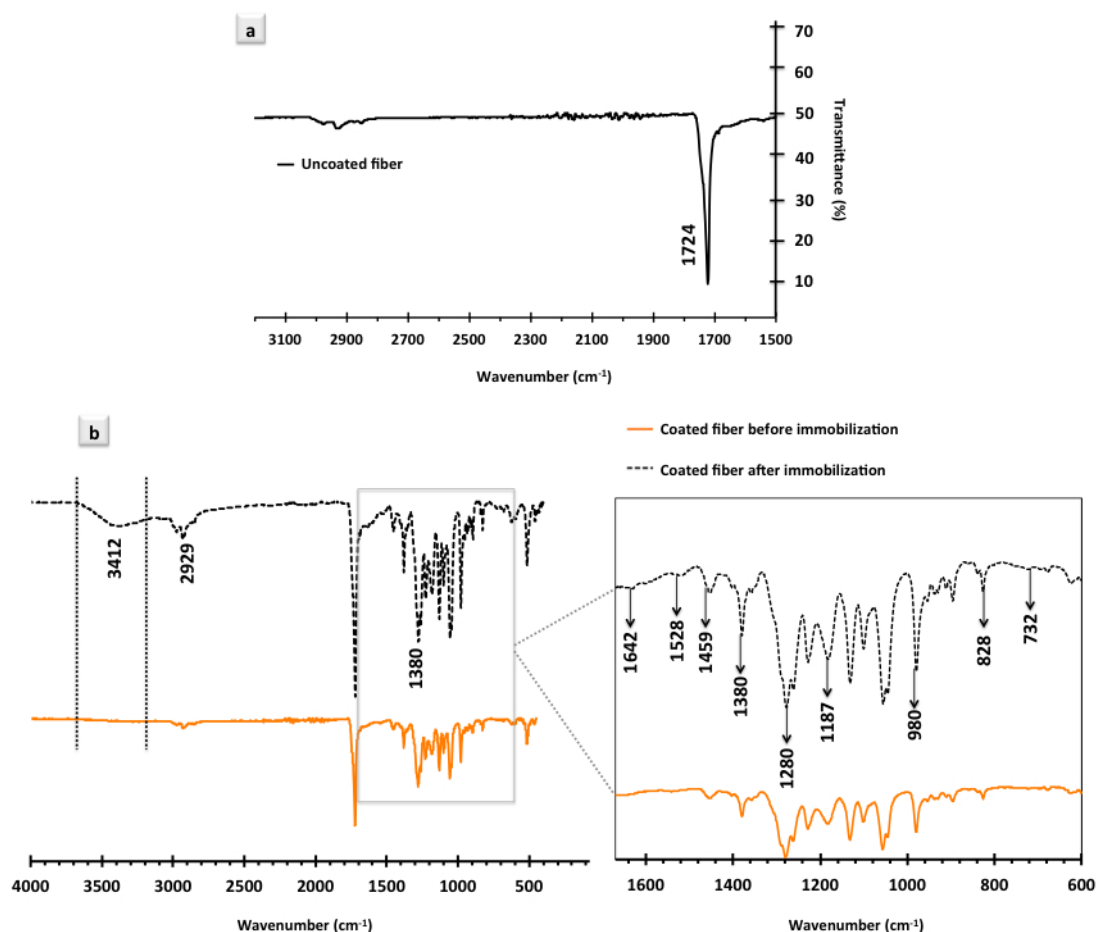 a
70
60
50
40
30
20
10
Transmittance (%)
Uncoated fiber
1724
3100 2900 2700 2500 2300 2100 1900 1700 1500
Wavenumber (cm⁻¹)
b
Coated fiber before immobilization
Coated fiber after immobilization
3412
2929
1380
4000 3500 3000 2500 2000 1500 1000 500
Wavenumber (cm⁻¹)
1642
1528
1459
1380
1280
1187
980
828
732
1600 1400 1200 1000 800 600
Wavenumber (cm⁻¹)